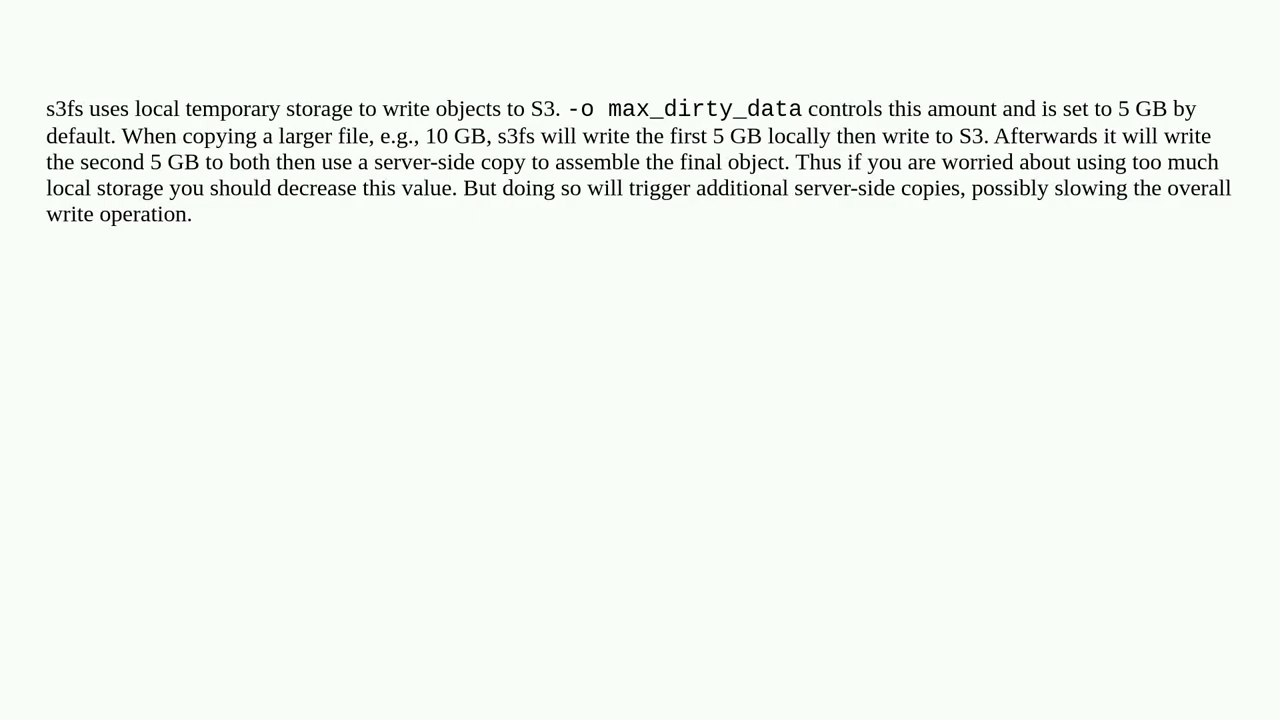 s3fs uses local temporary storage to write objects to S3. -o max_dirty_data controls this amount and is set to 5 GB by
default. When copying a larger file, e.g., 10 GB, s3fs will write the first 5 GB locally then write to S3. Afterwards it will write
the second 5 GB to both then use a server-side copy to assemble the final object. Thus if you are worried about using too much
local storage you should decrease this value. But doing so will trigger additional server-side copies, possibly slowing the overall
write operation.